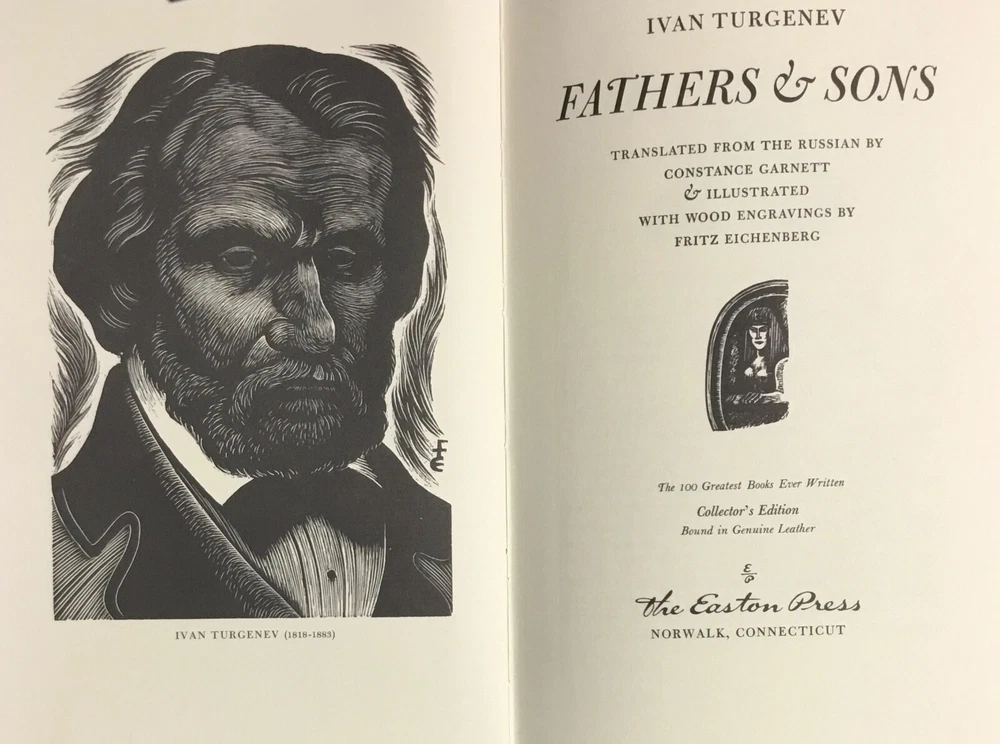 FE
IVAN TURGENEV (1818-1883)
IVAN TURGENEV
FATHERS & SONS
TRANSLATED FROM THE RUSSIAN BY
CONSTANCE GARNETT
& ILLUSTRATED
WITH WOOD ENGRAVINGS BY
FRITZ EICHENBERG
The 100 Greatest Books Ever Written
Collector's Edition
Bound in Genuine Leather
E
P
the Easton Press
NORWALK, CONNECTICUT